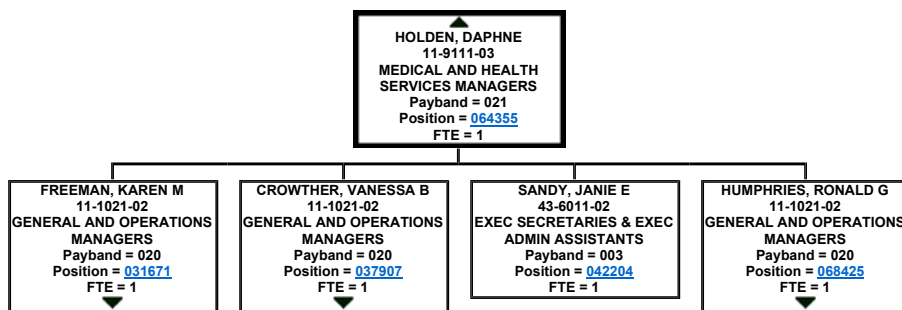 HOLDEN, DAPHNE
11-9111-03
MEDICAL AND HEALTH
SERVICES MANAGERS
Payband = 021
Position = 064355
FTE = 1
FREEMAN, KAREN M
11-1021-02
GENERAL AND OPERATIONS
MANAGERS
Payband = 020
Position = 031671
FTE = 1
CROWTHER, VANESSA B
11-1021-02
GENERAL AND OPERATIONS
MANAGERS
Payband = 020
Position = 037907
FTE = 1
SANDY, JANIE E
43-6011-02
EXEC SECRETARIES & EXEC
ADMIN ASSISTANTS
Payband = 003
Position = 042204
FTE = 1
HUMPHRIES, RONALD G
11-1021-02
GENERAL AND OPERATIONS
MANAGERS
Payband = 020
Position = 068425
FTE = 1